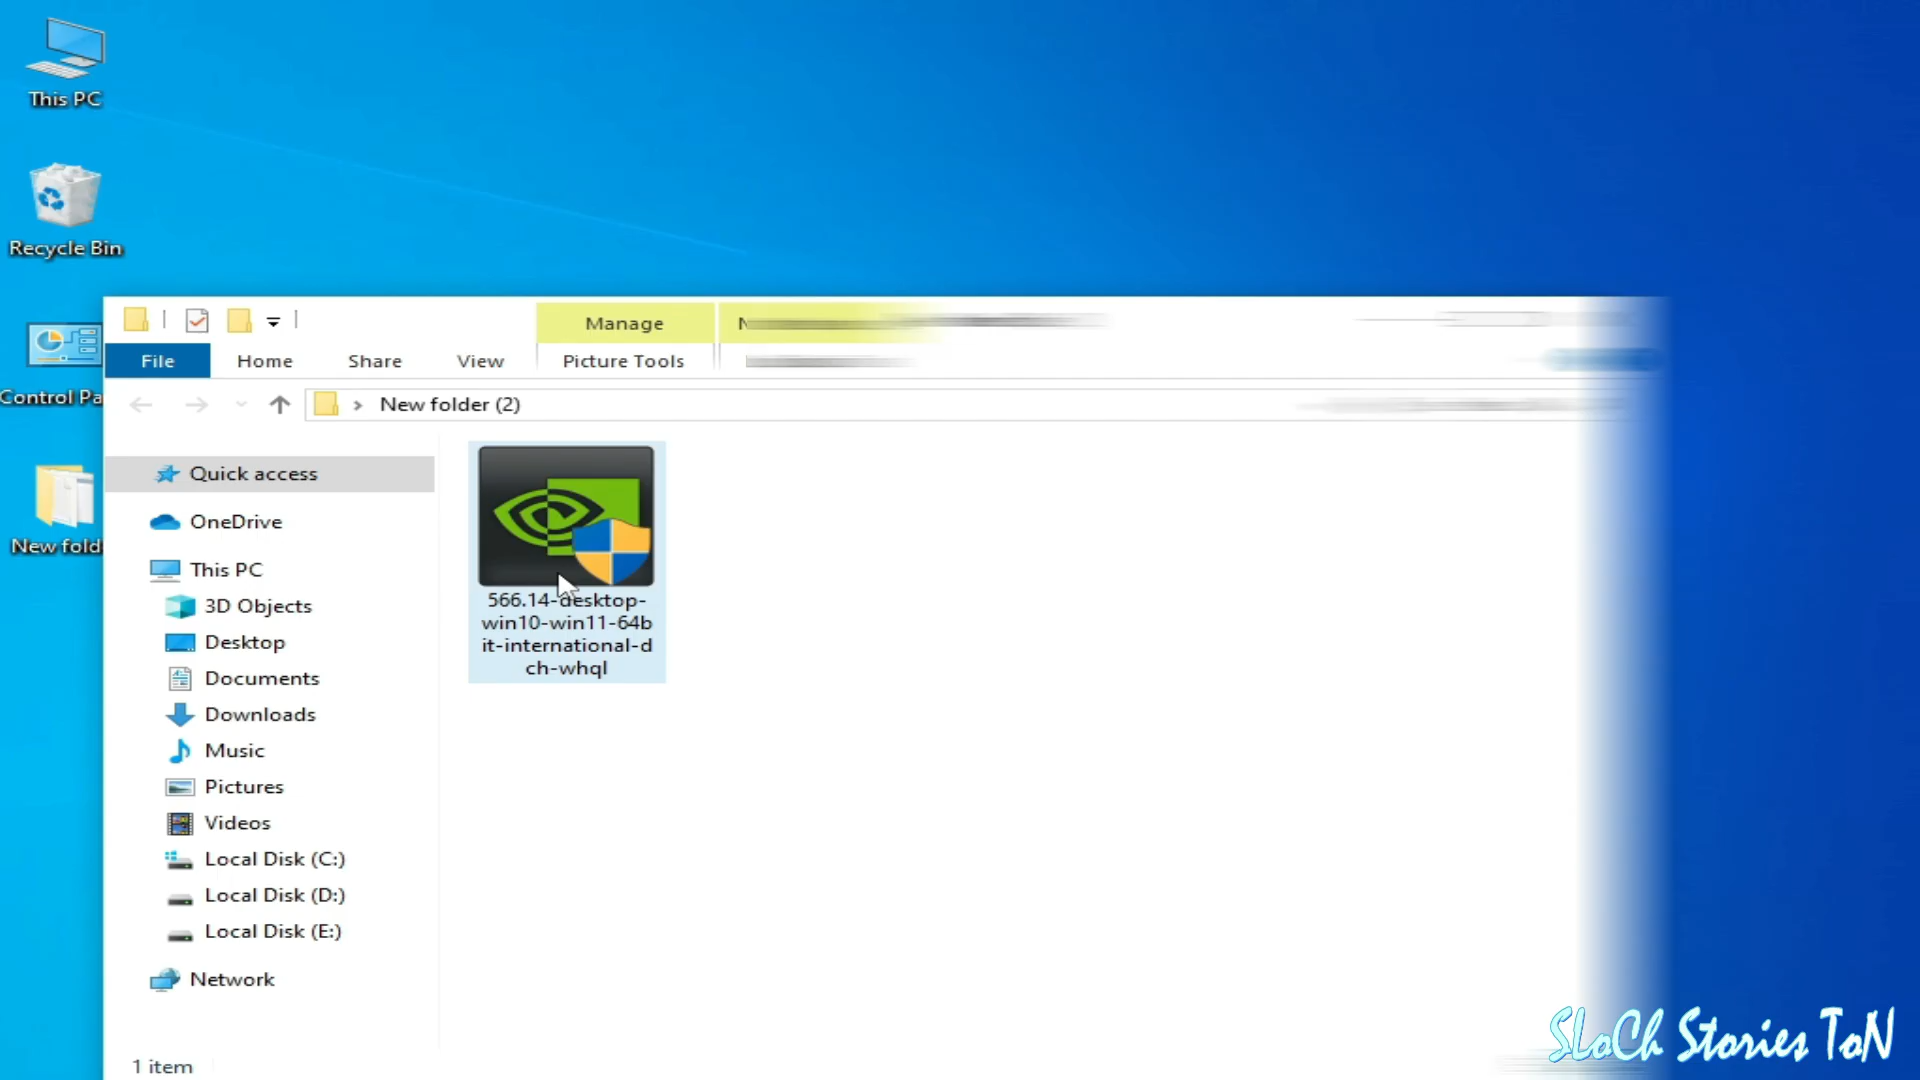 This PC
Recycle Bin
Control Pa
New fold
Manage
File
Home
Share
View
Picture Tools
New folder (2)
Quick access
OneDrive
This PC
3D Objects
Desktop
Documents
Downloads
Music
Pictures
Videos
Local Disk (C:)
Local Disk (D:)
Local Disk (E:)
Network
566.14-desktop-
win10-win11-64b
it-international-d
ch-whql
1 item
SLoCh Stories ToN